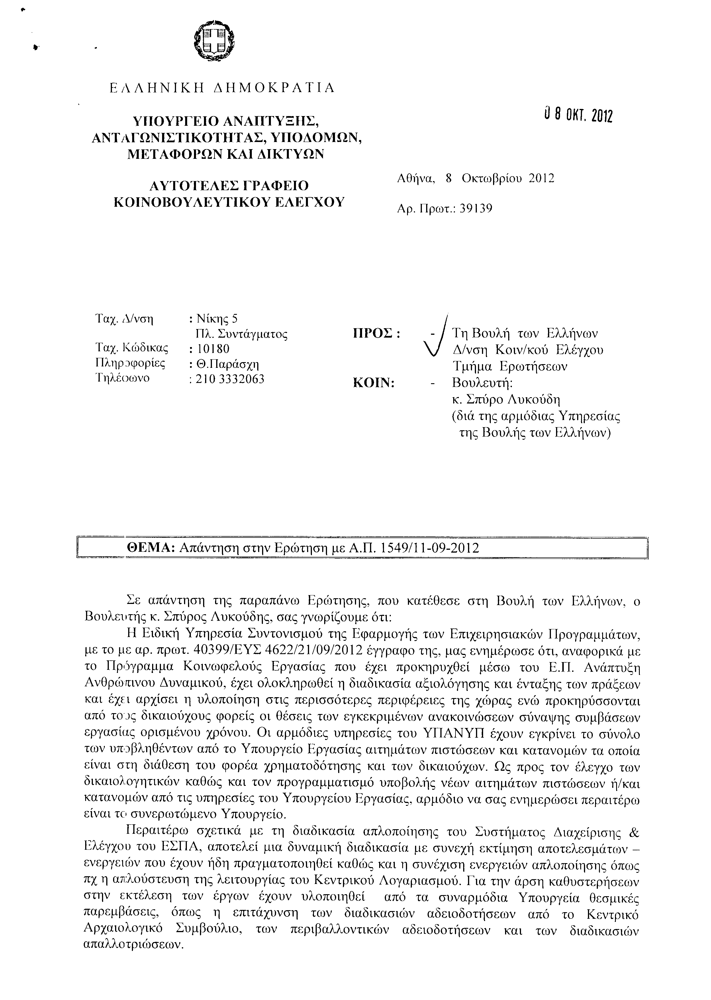 ΕΛΛΗΝΙΚΗ ΔΗΜΟΚΡΑΤΙΑ
0 8 ΟΚΤ. 2012
ΥΠΟΥΡΓΕΙΟ ΑΝΑΠΤΥΞΗΣ,
ΑΝΤΑΓΩΝΙΣΤΙΚΟΤΗΤΑΣ, ΥΠΟΔΟΜΩΝ,
ΜΕΤΑΦΟΡΩΝ ΚΑΙ ΔΙΚΤΥΩΝ
ΑΥΤΟΤΕΛΕΣ ΓΡΑΦΕΙΟ
ΚΟΙΝΟΒΟΥΛΕΥΤΙΚΟΥ ΕΛΕΓΧΟΥ
Αθήνα, 8 Οκτωβρίου 2012
Αρ. Πρωτ.: 39139
Ταχ. Δ/νση : Νίκης 5
Πλ. Συντάγματος
Ταχ. Κώδικας : 10180
Πληροφορίες : Θ.Παράσχη
Τηλέφωνο : 210 3332063
ΠΡΟΣ : - Τη Βουλή των Ελλήνων
Δ/νση Κοιν/κού Ελέγχου
Τμήμα Ερωτήσεων
ΚΟΙΝ: - Βουλευτή:
κ. Σπύρο Λυκούδη
(διά της αρμόδιας Υπηρεσίας
της Βουλής των Ελλήνων)
ΘΕΜΑ: Απάντηση στην Ερώτηση με Α.Π. 1549/11-09-2012
Σε απάντηση της παραπάνω Ερώτησης, που κατέθεσε στη Βουλή των Ελλήνων, ο
Βουλευτής κ. Σπύρος Λυκούδης, σας γνωρίζουμε ότι:
Η Ειδική Υπηρεσία Συντονισμού της Εφαρμογής των Επιχειρησιακών Προγραμμάτων,
με το με αρ. πρωτ. 40399/ΕΥΣ 4622/21/09/2012 έγγραφο της, μας ενημέρωσε ότι, αναφορικά με
το Πρόγραμμα Κοινωφελούς Εργασίας που έχει προκηρυχθεί μέσω του Ε.Π. Ανάπτυξη
Ανθρώπινου Δυναμικού, έχει ολοκληρωθεί η διαδικασία αξιολόγησης και ένταξης των πράξεων
και έχει αρχίσει η υλοποίηση στις περισσότερες περιφέρειες της χώρας ενώ προκηρύσσονται
από τους δικαιούχους φορείς οι θέσεις των εγκεκριμένων ανακοινώσεων σύναψης συμβάσεων
εργασίας ορισμένου χρόνου. Οι αρμόδιες υπηρεσίες του ΥΠΑΝΥΠ έχουν εγκρίνει το σύνολο
των υποβληθέντων από το Υπουργείο Εργασίας αιτημάτων πιστώσεων και κατανομών τα οποία
είναι στη διάθεση του φορέα χρηματοδότησης και των δικαιούχων. Ως προς τον έλεγχο των
δικαιολογητικών καθώς και τον προγραμματισμό υποβολής νέων αιτημάτων πιστώσεων ή/και
κατανομών από τις υπηρεσίες του Υπουργείου Εργασίας, αρμόδιο να σας ενημερώσει περαιτέρω
είναι το συνερωτώμενο Υπουργείο.
Περαιτέρω σχετικά με τη διαδικασία απλοποίησης του Συστήματος Διαχείρισης &
Ελέγχου του ΕΣΠΑ, αποτελεί μια δυναμική διαδικασία με συνεχή εκτίμηση αποτελεσμάτων –
ενεργειών που έχουν ήδη πραγματοποιηθεί καθώς και η συνέχιση ενεργειών απλοποίησης όπως
πχ η απλούστευση της λειτουργίας του Κεντρικού Λογαριασμού. Για την άρση καθυστερήσεων
στην εκτέλεση των έργων έχουν υλοποιηθεί από τα συναρμόδια Υπουργεία θεσμικές
παρεμβάσεις, όπως η επιτάχυνση των διαδικασιών αδειοδοτήσεων από το Κεντρικό
Αρχαιολογικό Συμβούλιο, των περιβαλλοντικών αδειοδοτήσεων και των διαδικασιών
απαλλοτριώσεων.